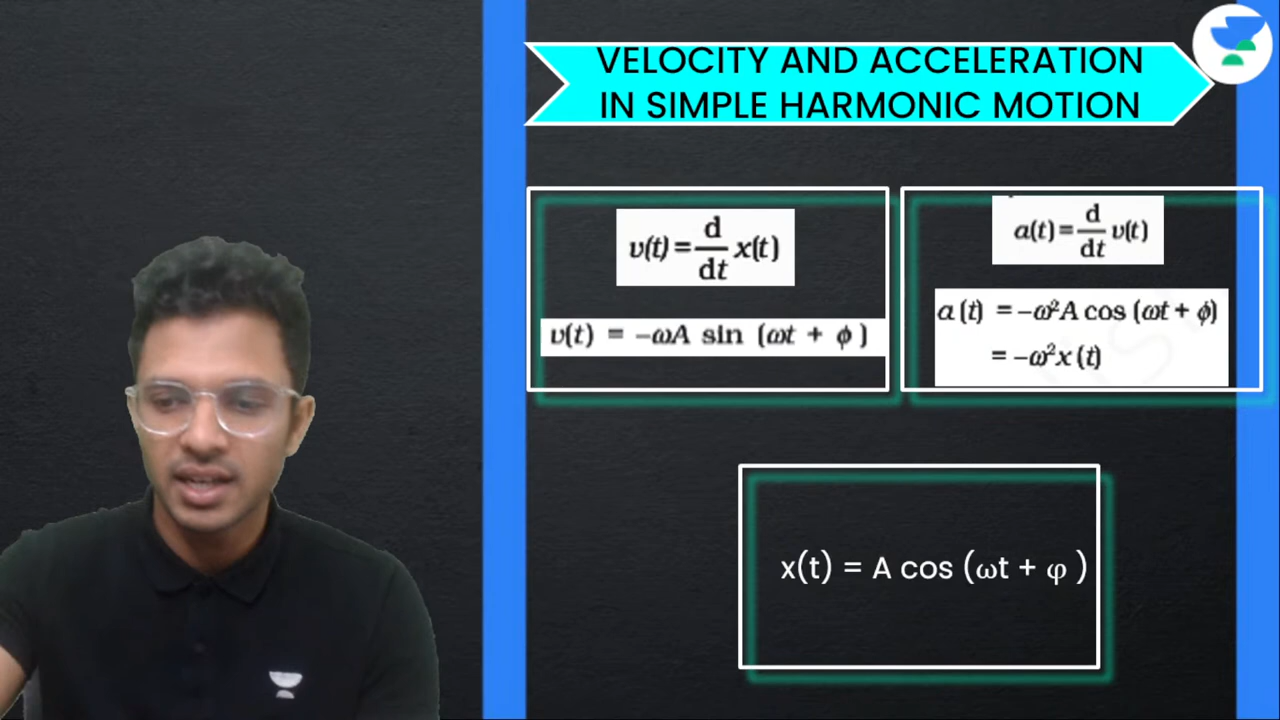 VELOCITY AND ACCELERATION
IN SIMPLE HARMONIC MOTION
v(t) = d/dt x(t)
v(t) = −ωA sin (ωt + ϕ )
a(t) = d/dt v(t)
a (t) = −ω²A cos (ωt + ϕ)
= −ω²x (t)
x(t) = A cos (ωt + φ )